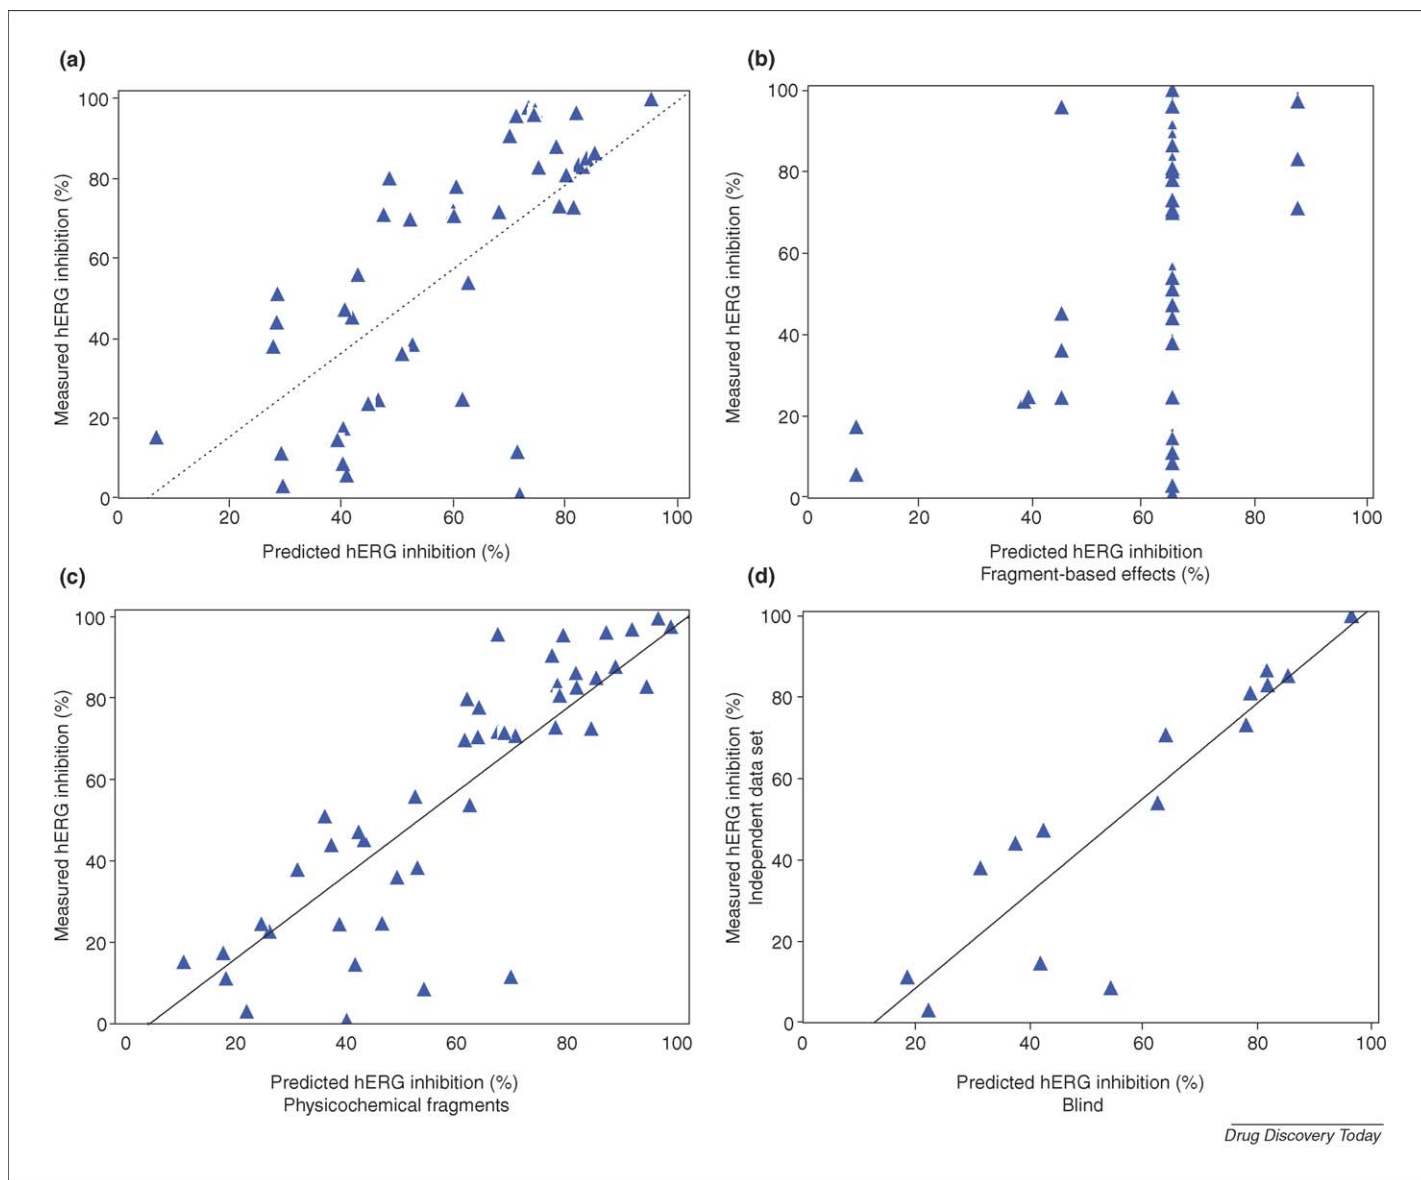 (a)
100
80
60
40
20
0
0 20 40 60 80 100
Measured hERG inhibition (%)
Predicted hERG inhibition (%)
(b)
100
80
60
40
20
0
0 20 40 60 80 100
Measured hERG inhibition (%)
Predicted hERG inhibition
Fragment-based effects (%)
(c)
100
80
60
40
20
0
0 20 40 60 80 100
Measured hERG inhibition (%)
Predicted hERG inhibition (%)
Physicochemical fragments
(d)
100
80
60
40
20
0
0 20 40 60 80 100
Measured hERG inhibition (%)
Independent data set
Predicted hERG inhibition (%)
Blind
Drug Discovery Today